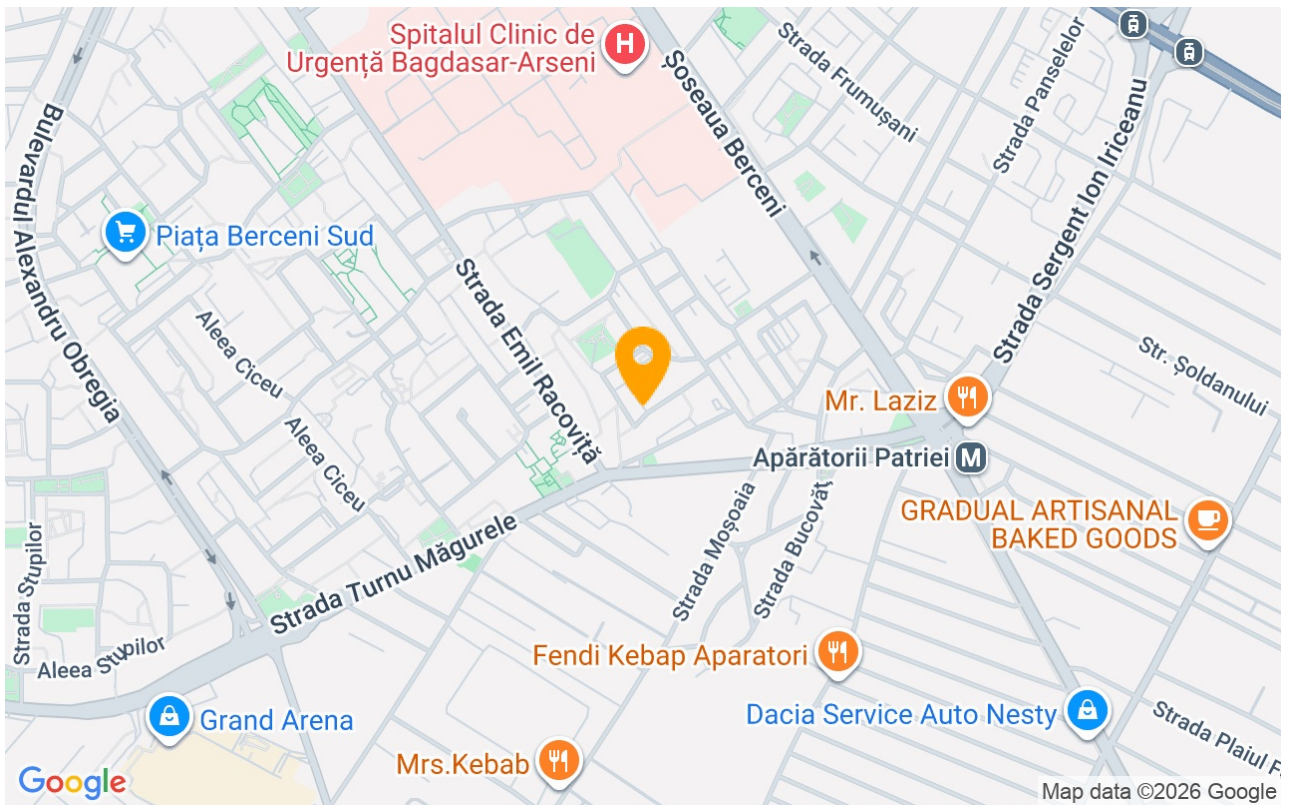 Spitalul Clinic de
Urgență Bagdasar-Arseni
H
Șoseaua Berceni
Strada Frumușani
Strada Panselelor
Strada Sergent Ion Iriceanu
Bulevardul Alexandru Obregia
Piața Berceni Sud
Strada Emil Racoviță
Aleea Ciceu
Aleea Ciceu
Str. Șoldanului
Mr. Laziz
Apărătorii Patriei
M
GRADUAL ARTISANAL
BAKED GOODS
Strada Moșoaia
Strada Bucovăț
Strada Turnu Măgurele
Strada Stupilor
Aleea Stupilor
Fendi Kebap Aparatori
Grand Arena
Dacia Service Auto Nesty
Strada Plaiul F
Mrs.Kebab
Google
Map data ©2026 Google